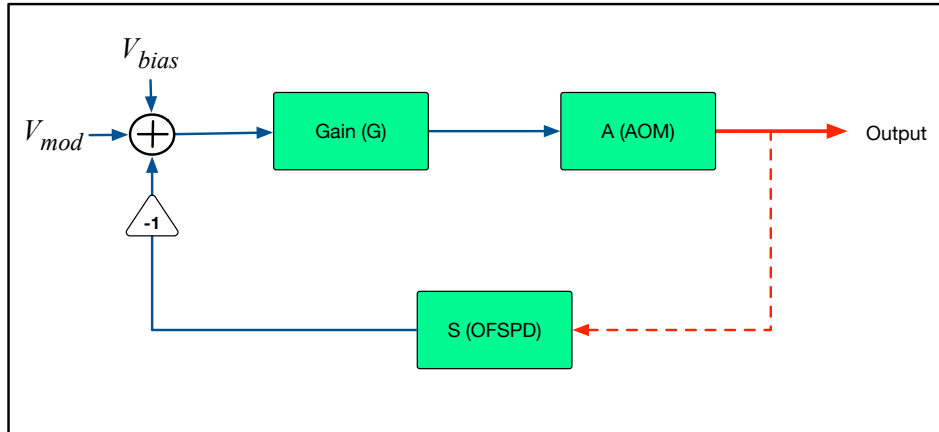 V_bias
V_mod
Gain (G)
A (AOM)
Output
-1
S (OFSPD)